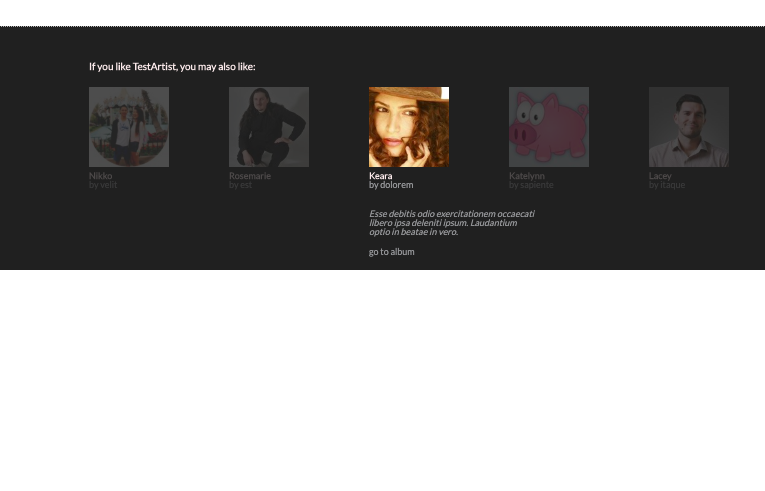 If you like TestArtist, you may also like:
Nikko
by velit
Rosemarie
by est
Keara
by dolorem
Katelynn
by sapiente
Lacey
by itaque
Esse debitis odio exercitationem occaecati
libero ipsa deleniti ipsum. Laudantium
optio in beatae in vero.
go to album